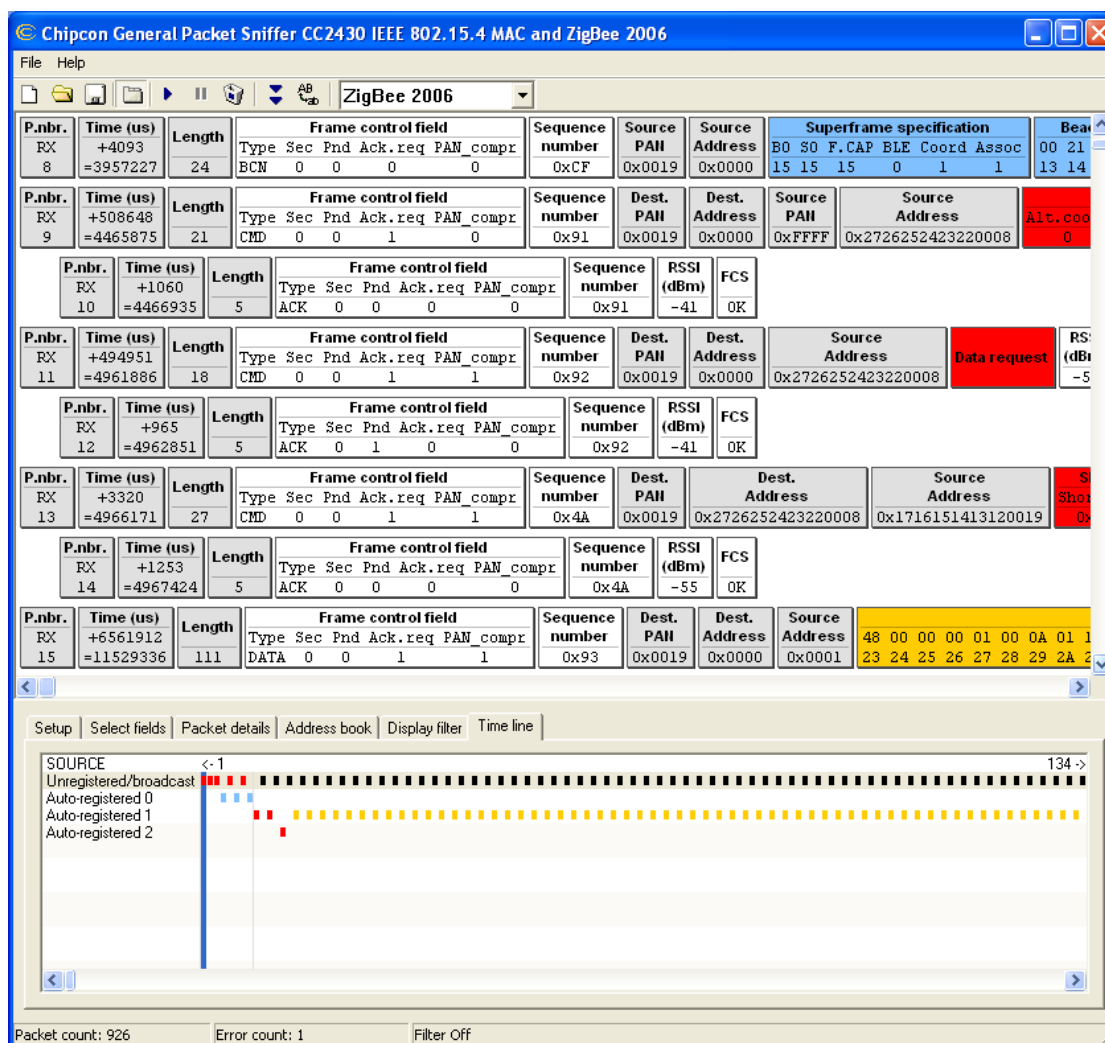 Chipcon General Packet Sniffer CC2430 IEEE 802.15.4 MAC and ZigBee 2006
File Help
ZigBee 2006
P.nbr. Time (us) Length Frame control field Sequence Source Source Superframe specification Beac
RX +4093 Type Sec Pnd Ack.req PAN_compr number PAN Address BO SO F.CAP BLE Coord Assoc 00 21
8 =3957227 24 BCN 0 0 0 0 0xCF 0x0019 0x0000 15 15 15 0 1 1 13 14
P.nbr. Time (us) Length Frame control field Sequence Dest. Dest. Source Source
RX +508648 Type Sec Pnd Ack.req PAN_compr number PAN Address PAN Address Alt.coo
9 =4465875 21 CMD 0 0 1 0 0x91 0x0019 0x0000 0xFFFF 0x2726252423220008 0
P.nbr. Time (us) Length Frame control field Sequence RSSI FCS
RX +1060 Type Sec Pnd Ack.req PAN_compr number (dBm)
10 =4466935 5 ACK 0 0 0 0 0x91 -41 OK
P.nbr. Time (us) Length Frame control field Sequence Dest. Dest. Source RS
RX +494951 Type Sec Pnd Ack.req PAN_compr number PAN Address Address Data request (dB
11 =4961886 18 CMD 0 0 1 1 0x92 0x0019 0x0000 0x2726252423220008 -5
P.nbr. Time (us) Length Frame control field Sequence RSSI FCS
RX +965 Type Sec Pnd Ack.req PAN_compr number (dBm)
12 =4962851 5 ACK 0 1 0 0 0x92 -41 OK
P.nbr. Time (us) Length Frame control field Sequence Dest. Dest. Source S
RX +3320 Type Sec Pnd Ack.req PAN_compr number PAN Address Address Shor
13 =4966171 27 CMD 0 0 1 1 0x4A 0x0019 0x2726252423220008 0x1716151413120019 0x
P.nbr. Time (us) Length Frame control field Sequence RSSI FCS
RX +1253 Type Sec Pnd Ack.req PAN_compr number (dBm)
14 =4967424 5 ACK 0 0 0 0 0x4A -55 OK
P.nbr. Time (us) Length Frame control field Sequence Dest. Dest. Source
RX +6561912 Type Sec Pnd Ack.req PAN_compr number PAN Address Address 48 00 00 00 01 00 0A 01 1
15 =11529336 111 DATA 0 0 1 1 0x93 0x0019 0x0000 0x0001 23 24 25 26 27 28 29 2A 2
Setup Select fields Packet details Address book Display filter Time line
SOURCE <- 1 134 ->
Unregistered/broadcast
Auto-registered 0
Auto-registered 1
Auto-registered 2
Packet count: 926 Error count: 1 Filter Off